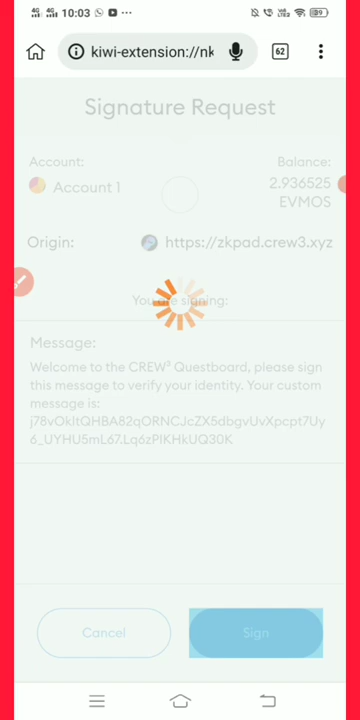 10:03
kiwi-extension://nk
62
Signature Request
Account:
Balance:
Account 1
2.936525
EVMOS
Origin:
https://zkpad.crew3.xyz
You are signing:
Message:
Welcome to the CREW³ Questboard, please sign
this message to verify your identity. Your custom
message is:
j78vOkltQHBA82qORNCJcZX5dbgvUvXpcpt7Uy
6_UYHU5mL67.Lq6zPIKHkUQ30K
Cancel
Sign